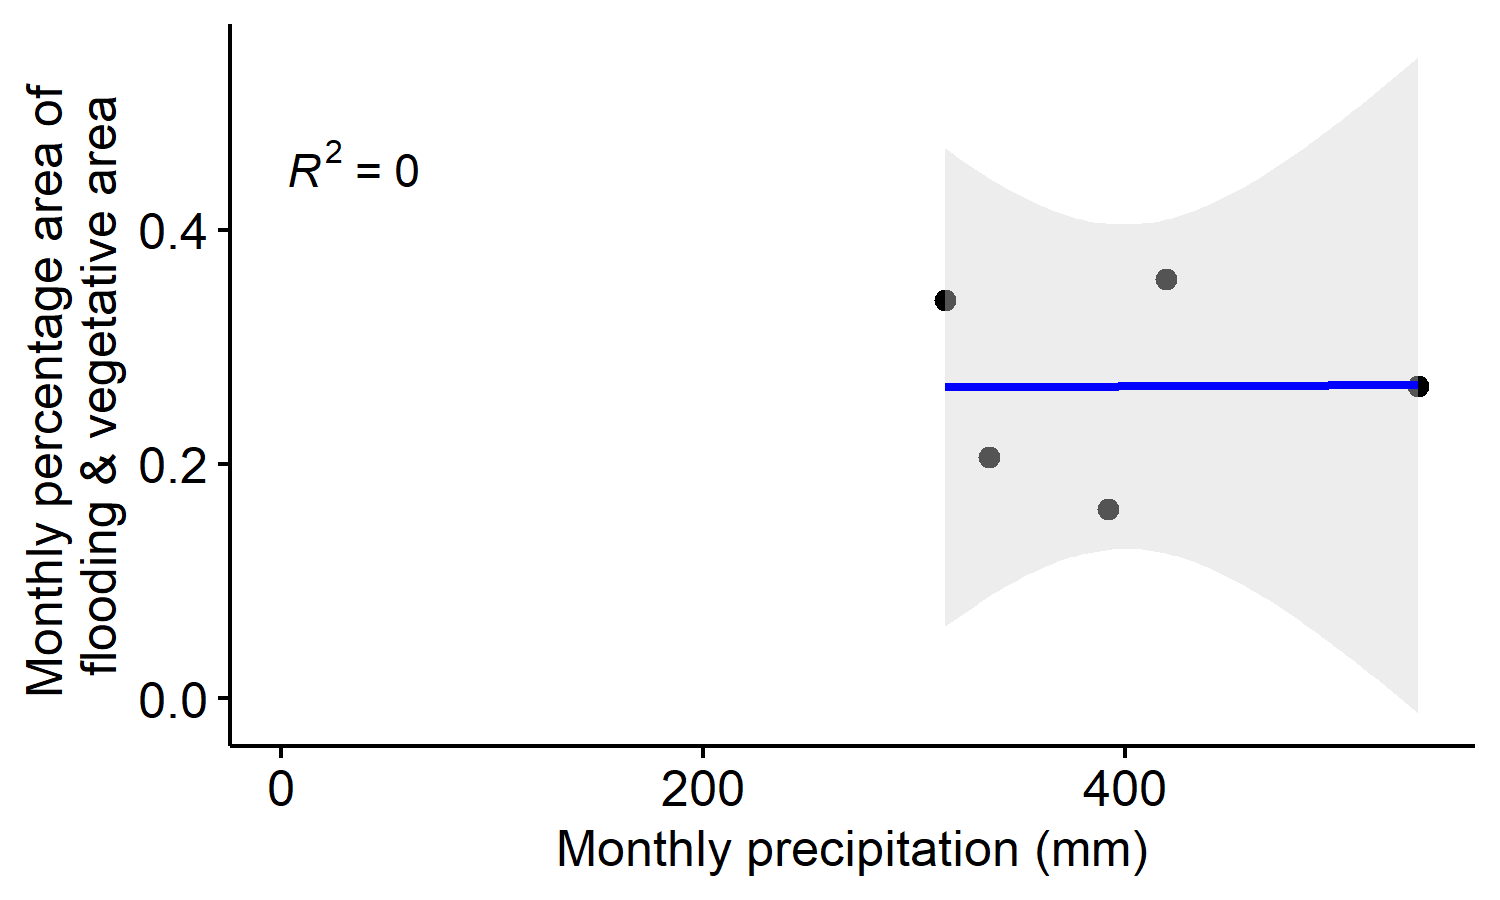 Monthly percentage area of
flooding & vegetative area
R² = 0
0.4
0.2
0.0
0 200 400
Monthly precipitation (mm)